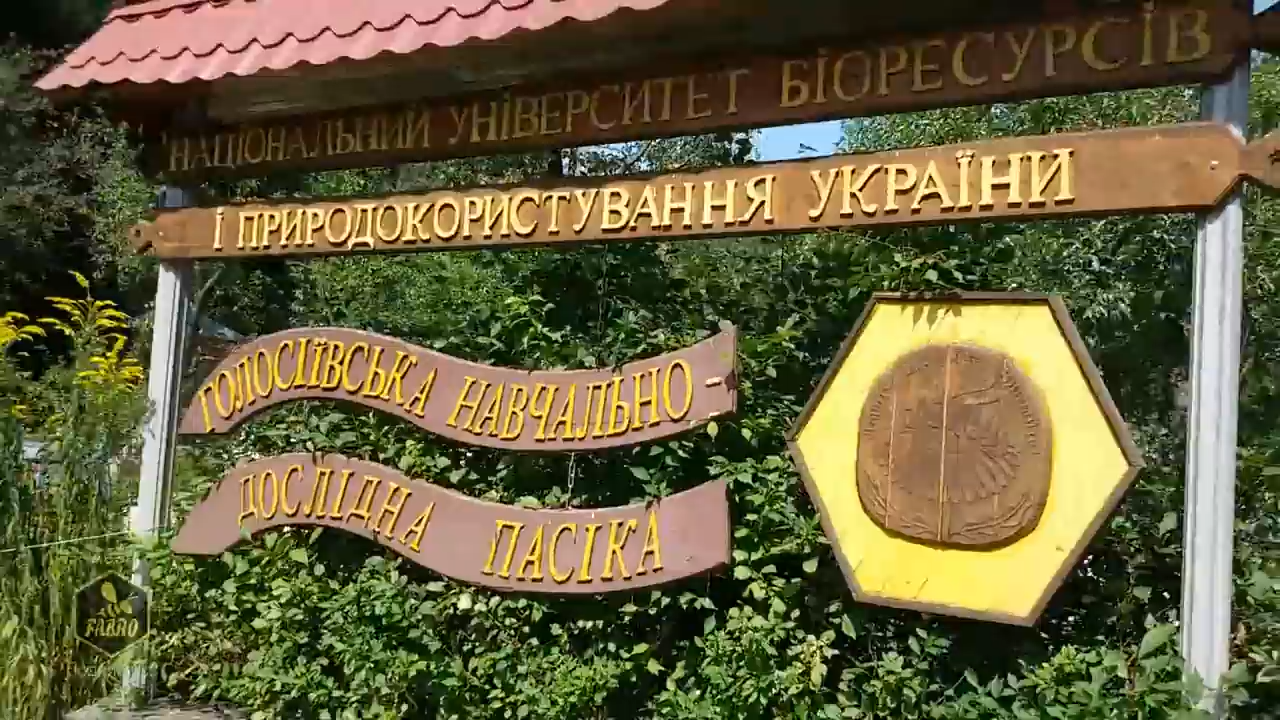 НАЦІОНАЛЬНИЙ УНІВЕРСИТЕТ БІОРЕСУРСІВ
І ПРИРОДОКОРИСТУВАННЯ УКРАЇНИ
ГОЛОСІЇВСЬКА НАВЧАЛЬНО-
ДОСЛІДНА ПАСІКА